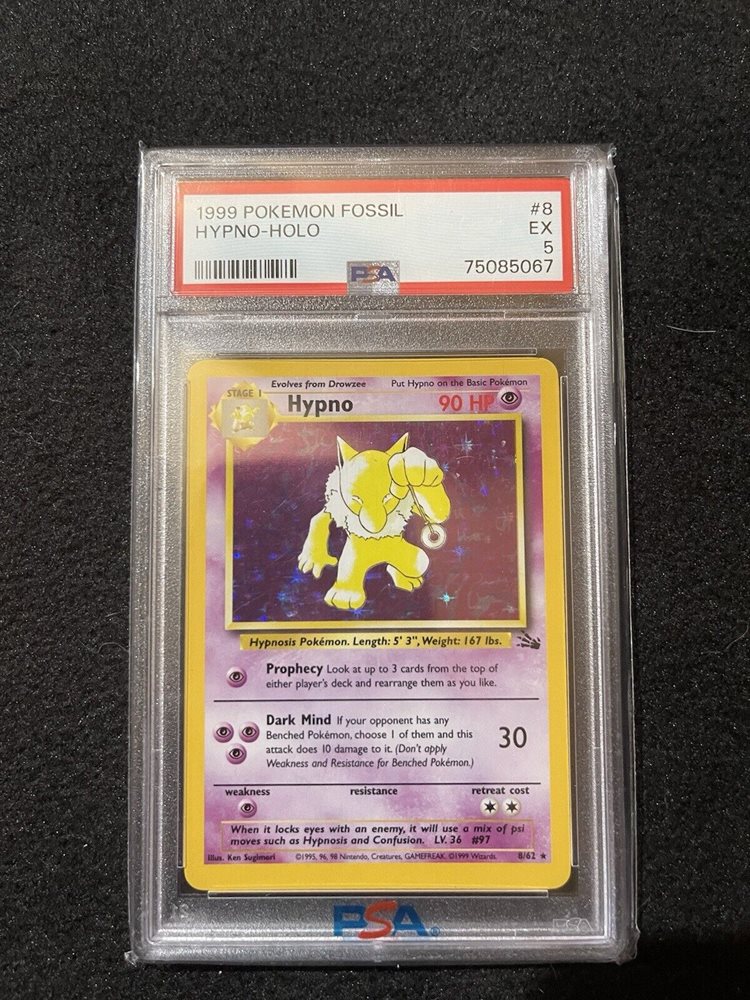 1999 POKEMON FOSSIL #8
HYPNO-HOLO EX
5
PSA 75085067
Evolves from Drowzee Put Hypno on the Basic Pokémon
STAGE 1 Hypno 90 HP
Hypnosis Pokémon. Length: 5' 3", Weight: 167 lbs.
Prophecy Look at up to 3 cards from the top of
either player's deck and rearrange them as you like.
Dark Mind If your opponent has any
Benched Pokémon, choose 1 of them and this
attack does 10 damage to it. (Don't apply
Weakness and Resistance for Benched Pokémon.)
30
weakness resistance retreat cost
When it locks eyes with an enemy, it will use a mix of psi
moves such as Hypnosis and Confusion. LV. 36 #97
Illus. Ken Sugimori ©1995, 96, 98 Nintendo, Creatures, GAMEFREAK. ©1999 Wizards. 8/62 ★
PSA PSA